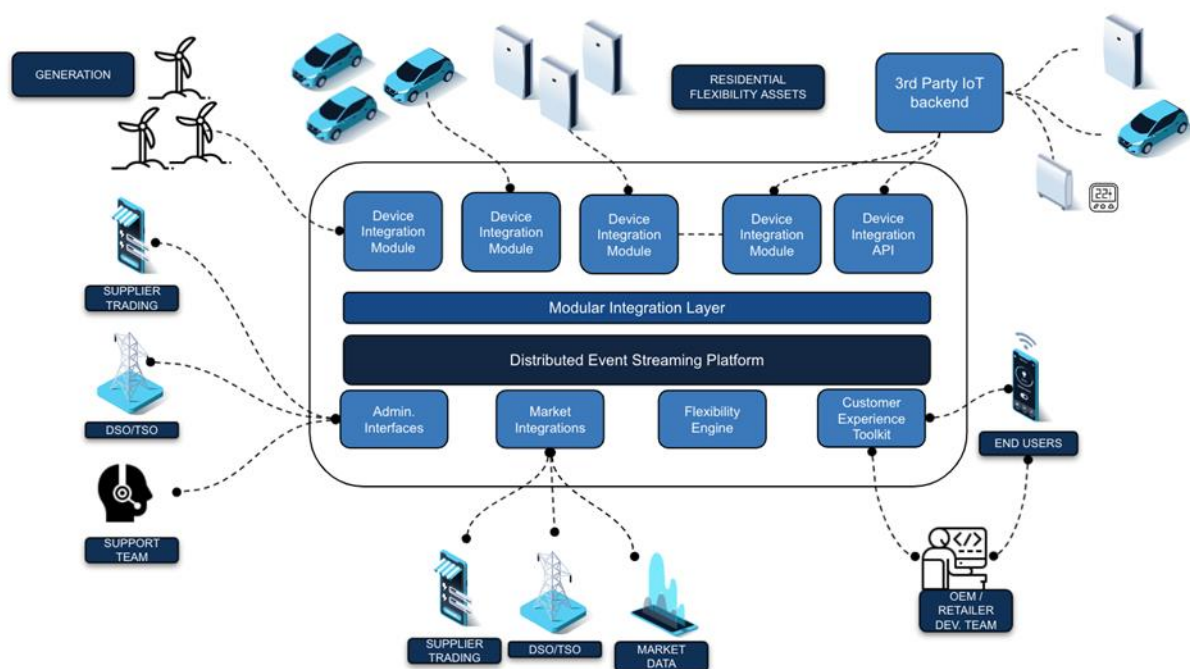 GENERATION
RESIDENTIAL
FLEXIBILITY ASSETS
3rd Party IoT
backend
22+
Device
Integration
Module
Device
Integration
Module
Device
Integration
Module
Device
Integration
Module
Device
Integration
API
SUPPLIER
TRADING
Modular Integration Layer
Distributed Event Streaming Platform
DSO/TSO
Admin.
Interfaces
Market
Integrations
Flexibility
Engine
Customer
Experience
Toolkit
END USERS
SUPPORT
TEAM
SUPPLIER
TRADING
DSO/TSO
MARKET
DATA
OEM /
RETAILER
DEV. TEAM